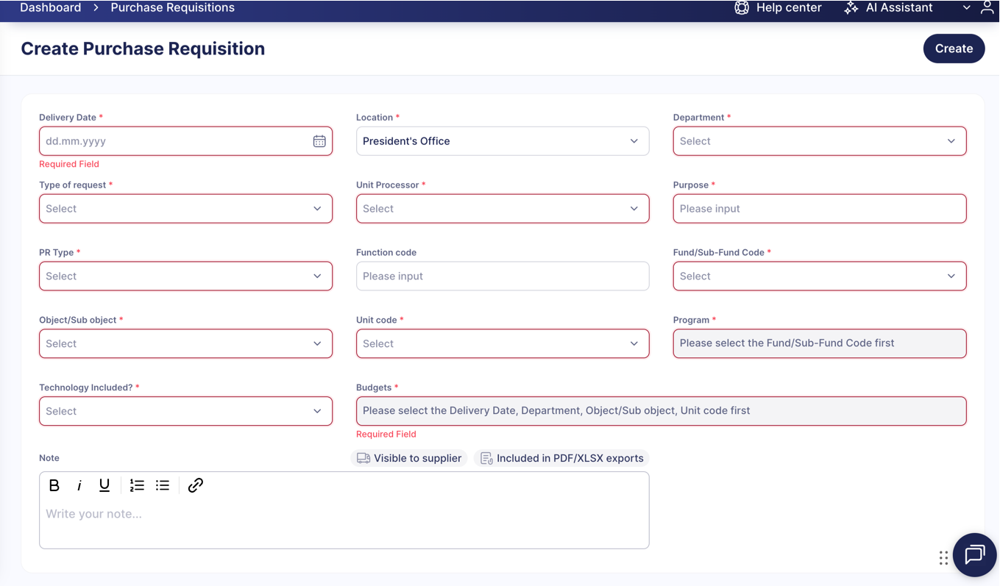 Dashboard > Purchase Requisitions
Help center
AI Assistant
Create Purchase Requisition
Create
Delivery Date *
Location *
Department *
dd.mm.yyyy
President's Office
Select
Required Field
Type of request *
Unit Processor *
Purpose *
Select
Select
Please input
PR Type *
Function code
Fund/Sub-Fund Code *
Select
Please input
Select
Object/Sub object *
Unit code *
Program *
Select
Select
Please select the Fund/Sub-Fund Code first
Technology Included? *
Budgets *
Select
Please select the Delivery Date, Department, Object/Sub object, Unit code first
Required Field
Note
Visible to supplier
Included in PDF/XLSX exports
B i U
Write your note...